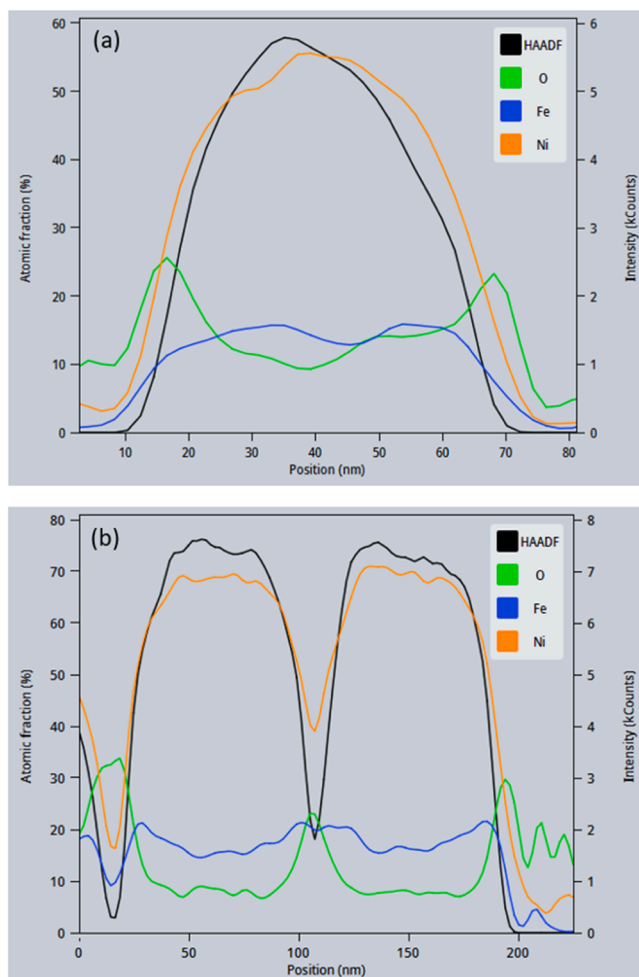 (a)
HAADF
O
Fe
Ni
60
50
40
30
20
10
0
Atomic fraction (%)
6
5
4
3
2
1
0
Intensity (kCounts)
10 20 30 40 50 60 70 80
Position (nm)
(b)
HAADF
O
Fe
Ni
80
70
60
50
40
30
20
10
0
Atomic fraction (%)
8
7
6
5
4
3
2
1
0
Intensity (kCounts)
0 50 100 150 200
Position (nm)